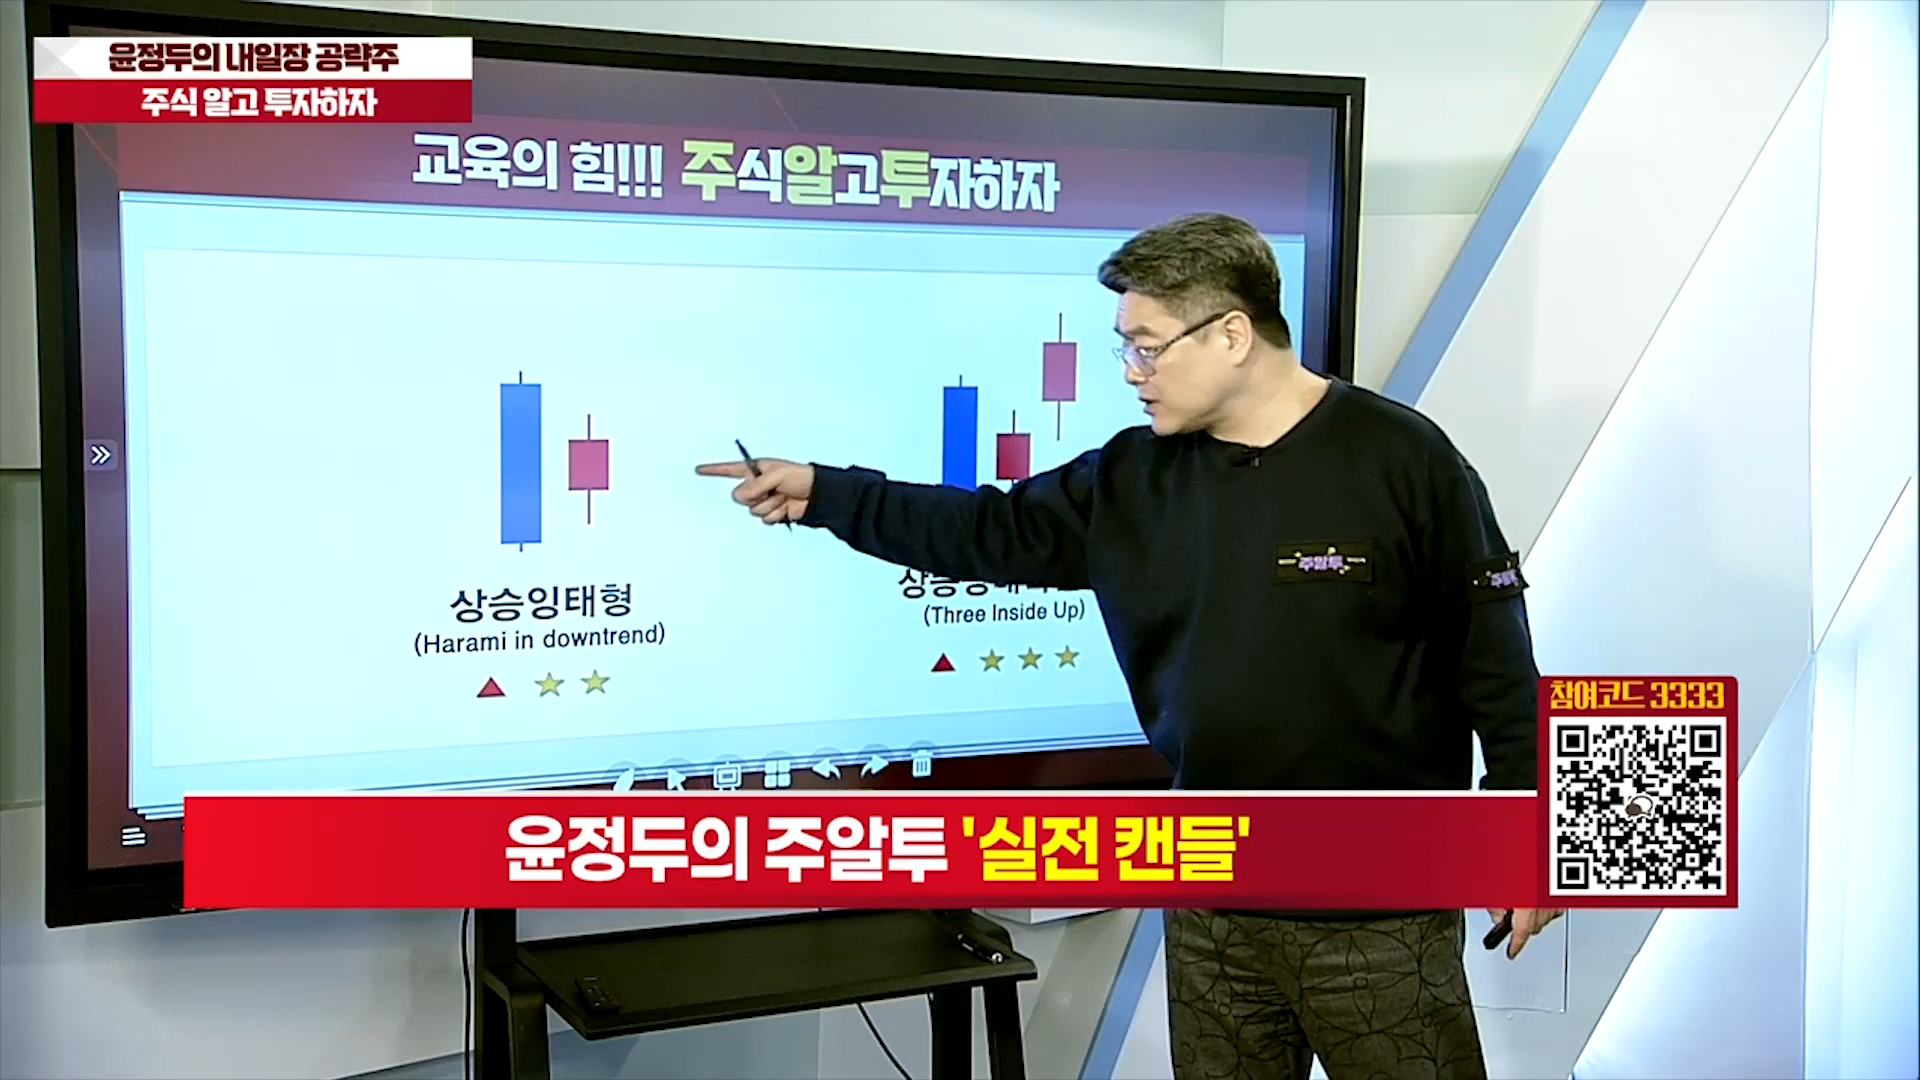 윤정두의 내일장 공략주
주식 알고 투자하자
교육의 힘!!! 주식알고투자하자
상승잉태형
(Harami in downtrend)
(Three Inside Up)
주알투
주알투
참여코드 3333
윤정두의 주알투 '실전 캔들'